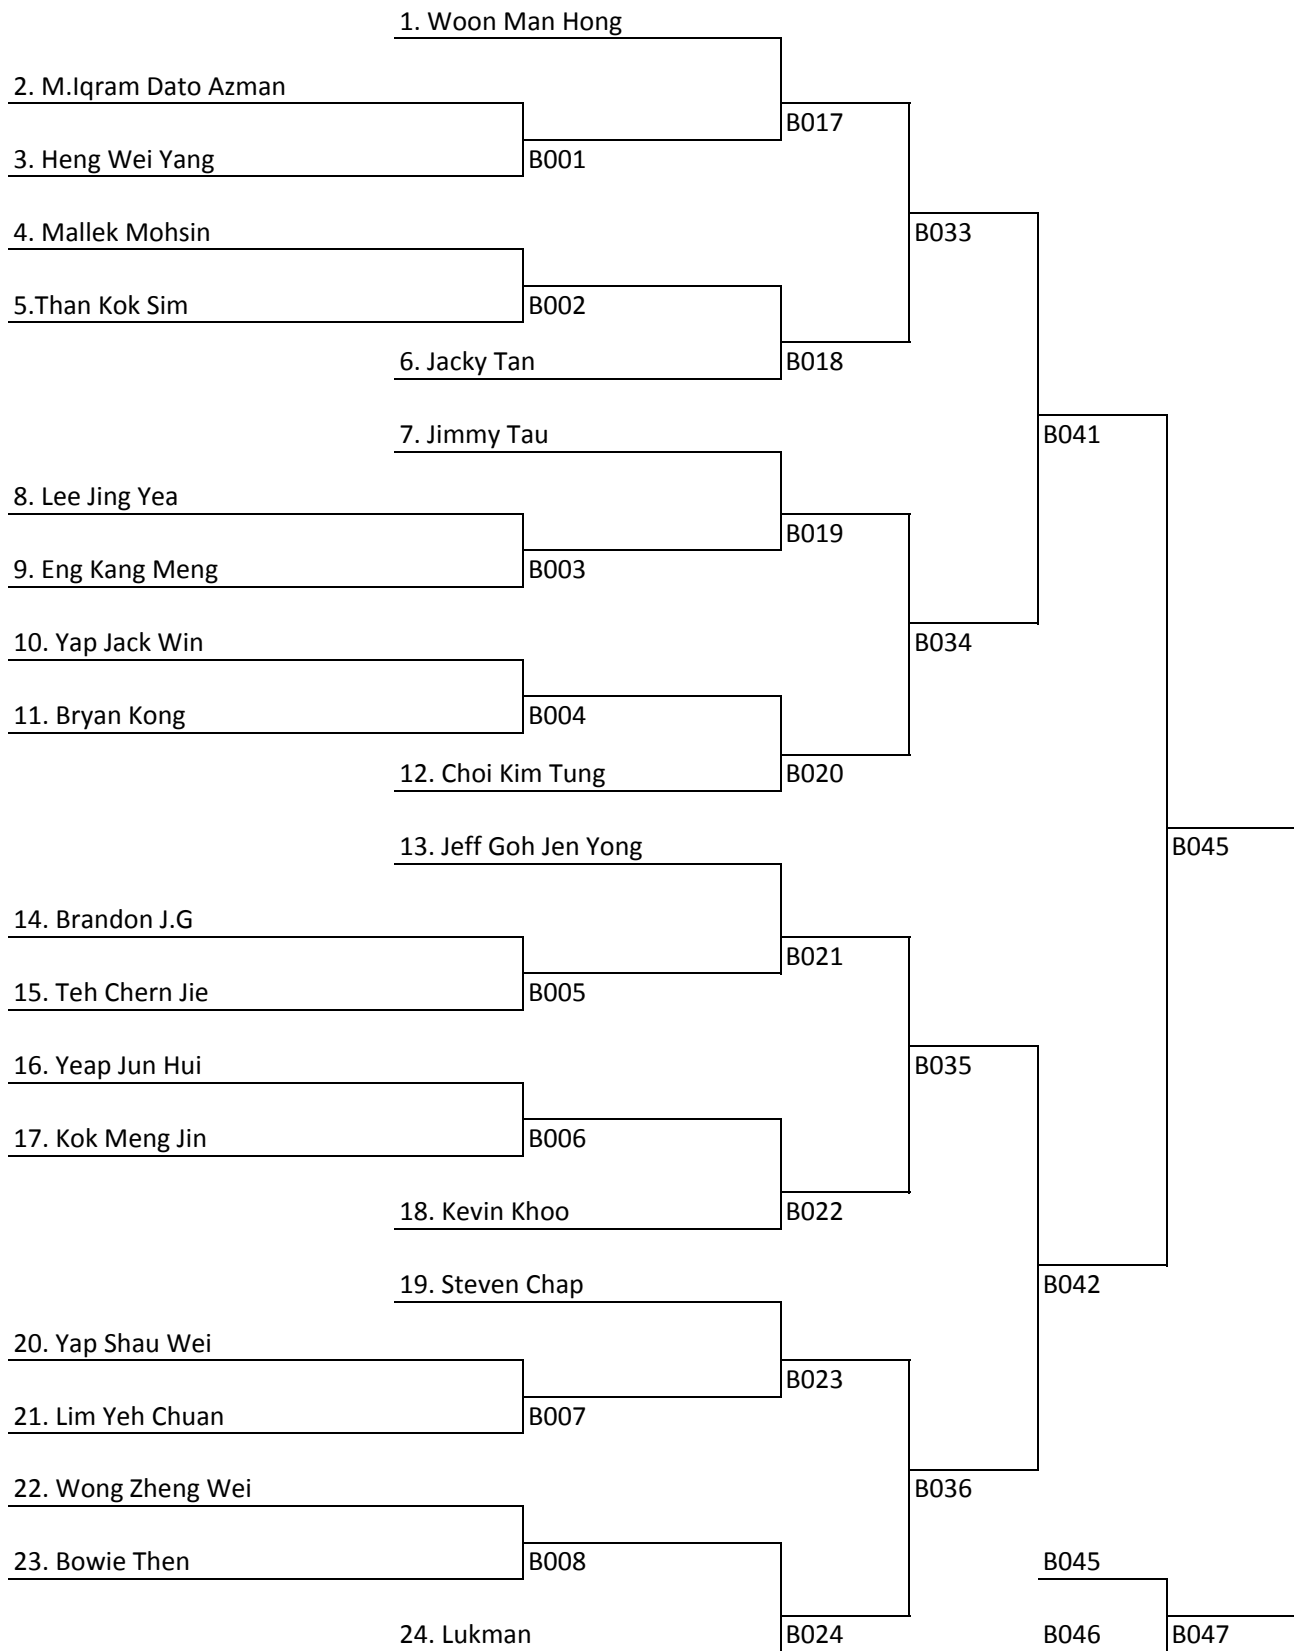 1. Woon Man Hong
2. M.Iqram Dato Azman
B017
3. Heng Wei Yang
B001
4. Mallek Mohsin
B033
5.Than Kok Sim
B002
6. Jacky Tan
B018
7. Jimmy Tau
B041
8. Lee Jing Yea
B019
9. Eng Kang Meng
B003
10. Yap Jack Win
B034
11. Bryan Kong
B004
12. Choi Kim Tung
B020
13. Jeff Goh Jen Yong
B045
14. Brandon J.G
B021
15. Teh Chern Jie
B005
16. Yeap Jun Hui
B035
17. Kok Meng Jin
B006
18. Kevin Khoo
B022
19. Steven Chap
B042
20. Yap Shau Wei
B023
21. Lim Yeh Chuan
B007
22. Wong Zheng Wei
B036
23. Bowie Then
B008
B045
24. Lukman
B024
B046
B047